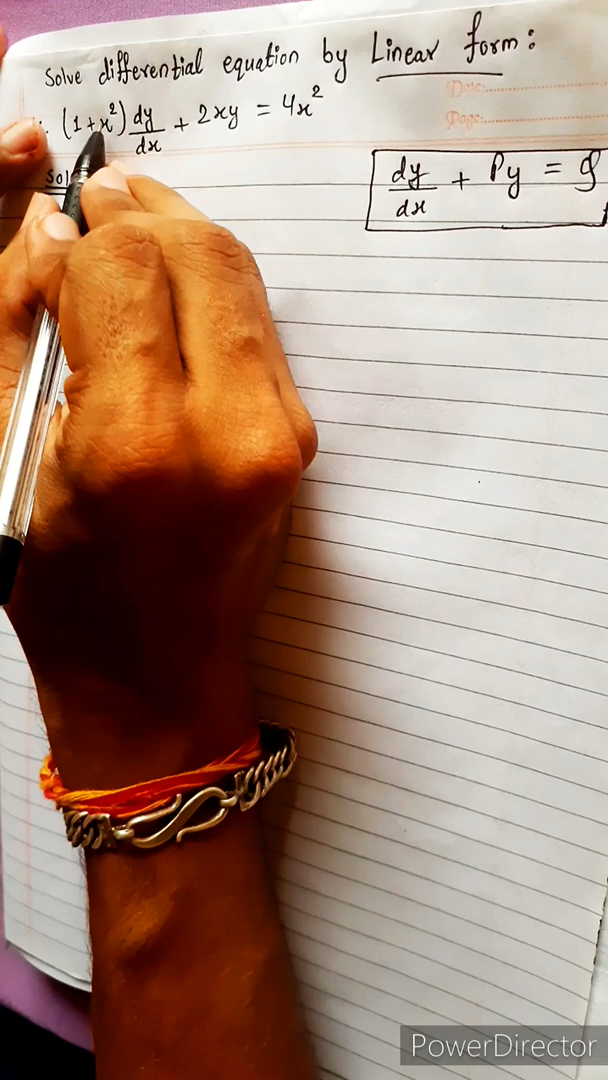 Solve differential equation by Linear form:
(1+x²) dy/dx + 2xy = 4x²
Date:
Page:
Sol
dy/dx + Py = Q
PowerDirector